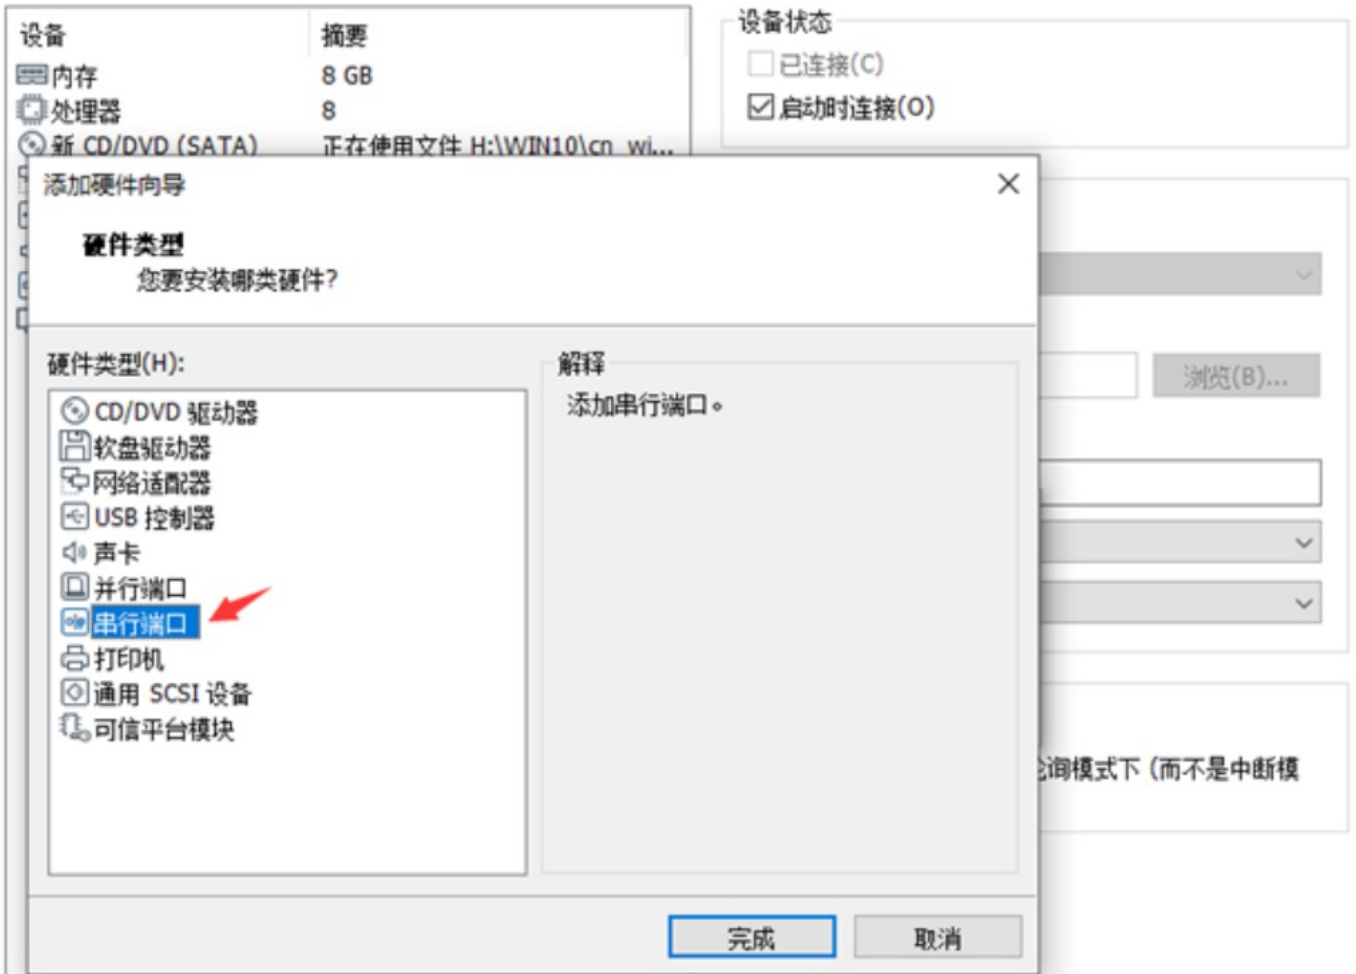 设备 摘要
内存 8 GB
处理器 8
新 CD/DVD (SATA) 正在使用文件 H:\WIN10\cn_wi...
设备状态
已连接(C)
启动时连接(O)
添加硬件向导
硬件类型
您要安装哪类硬件?
硬件类型(H):
CD/DVD 驱动器
软盘驱动器
网络适配器
USB 控制器
声卡
并行端口
串行端口
打印机
通用 SCSI 设备
可信平台模块
解释
添加串行端口。
浏览(B)...
询模式下 (而不是中断模
完成
取消